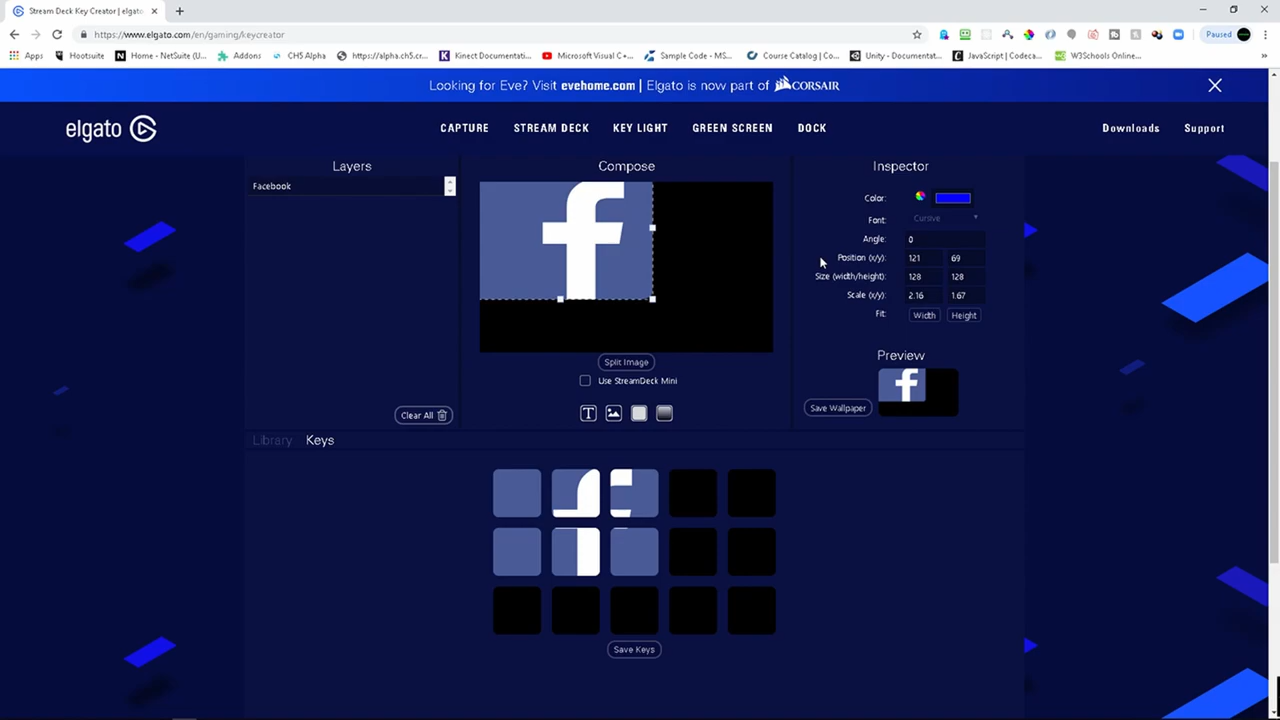 Stream Deck Key Creator | elgato
https://www.elgato.com/en/gaming/keycreator
Paused
Apps
Hootsuite
Home - NetSuite (U...
Addons
CH5 Alpha
https://alpha.ch5.cr...
Kinect Documentati...
Microsoft Visual C+...
Sample Code - MS...
Course Catalog | Co...
Unity - Documentat...
JavaScript | Codeca...
W3Schools Online...
Looking for Eve? Visit evehome.com | Elgato is now part of CORSAIR
elgato
CAPTURE
STREAM DECK
KEY LIGHT
GREEN SCREEN
DOCK
Downloads
Support
Layers
Facebook
Clear All
Compose
Split Image
Use StreamDeck Mini
T
Inspector
Color:
Font: Cursive
Angle: 0
Position (x/y): 121 69
Size (width/height): 128 128
Scale (x/y): 2.16 1.67
Fit: Width Height
Preview
Save Wallpaper
Library Keys
Save Keys